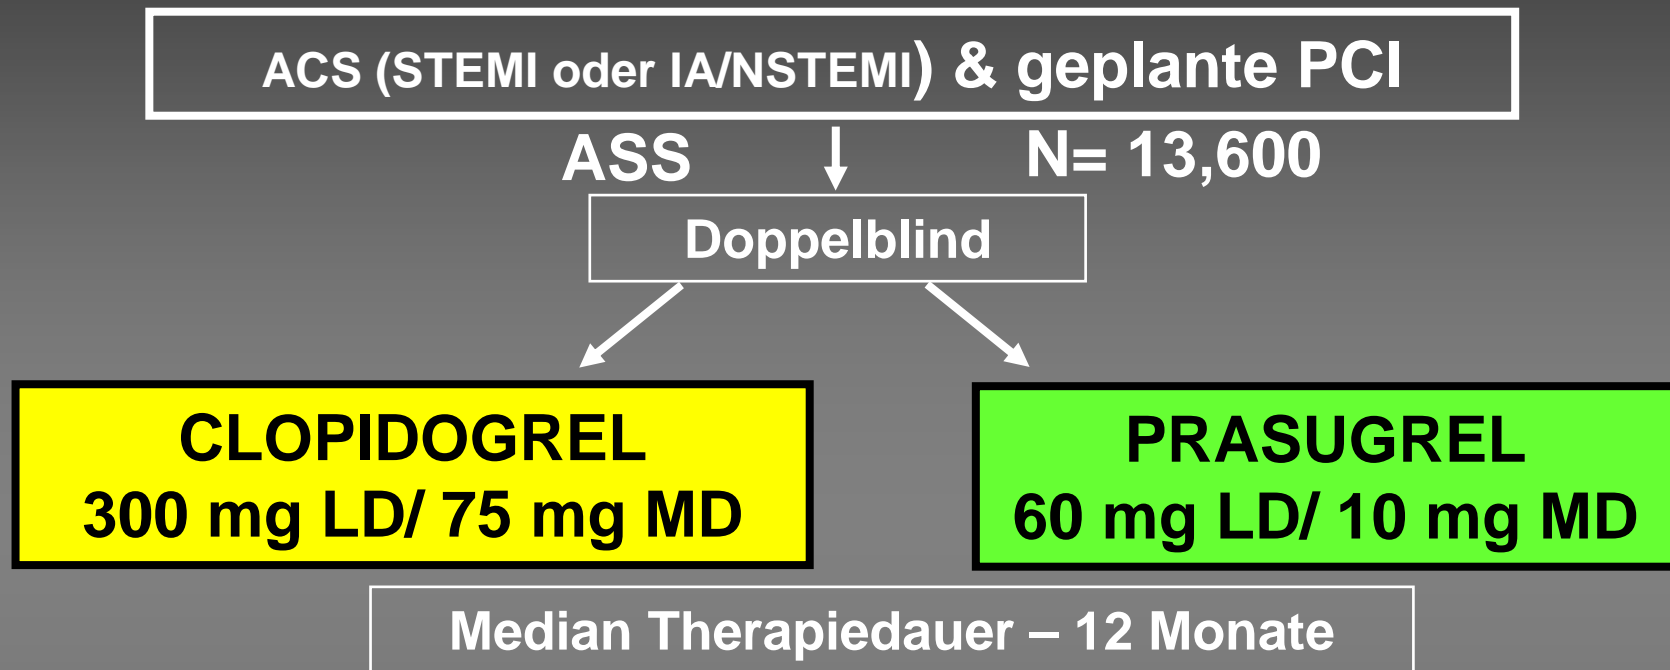 ACS (STEMI oder IA/NSTEMI) & geplante PCI
ASS N= 13,600
Doppelblind
CLOPIDOGREL
300 mg LD/ 75 mg MD
PRASUGREL
60 mg LD/ 10 mg MD
Median Therapiedauer – 12 Monate